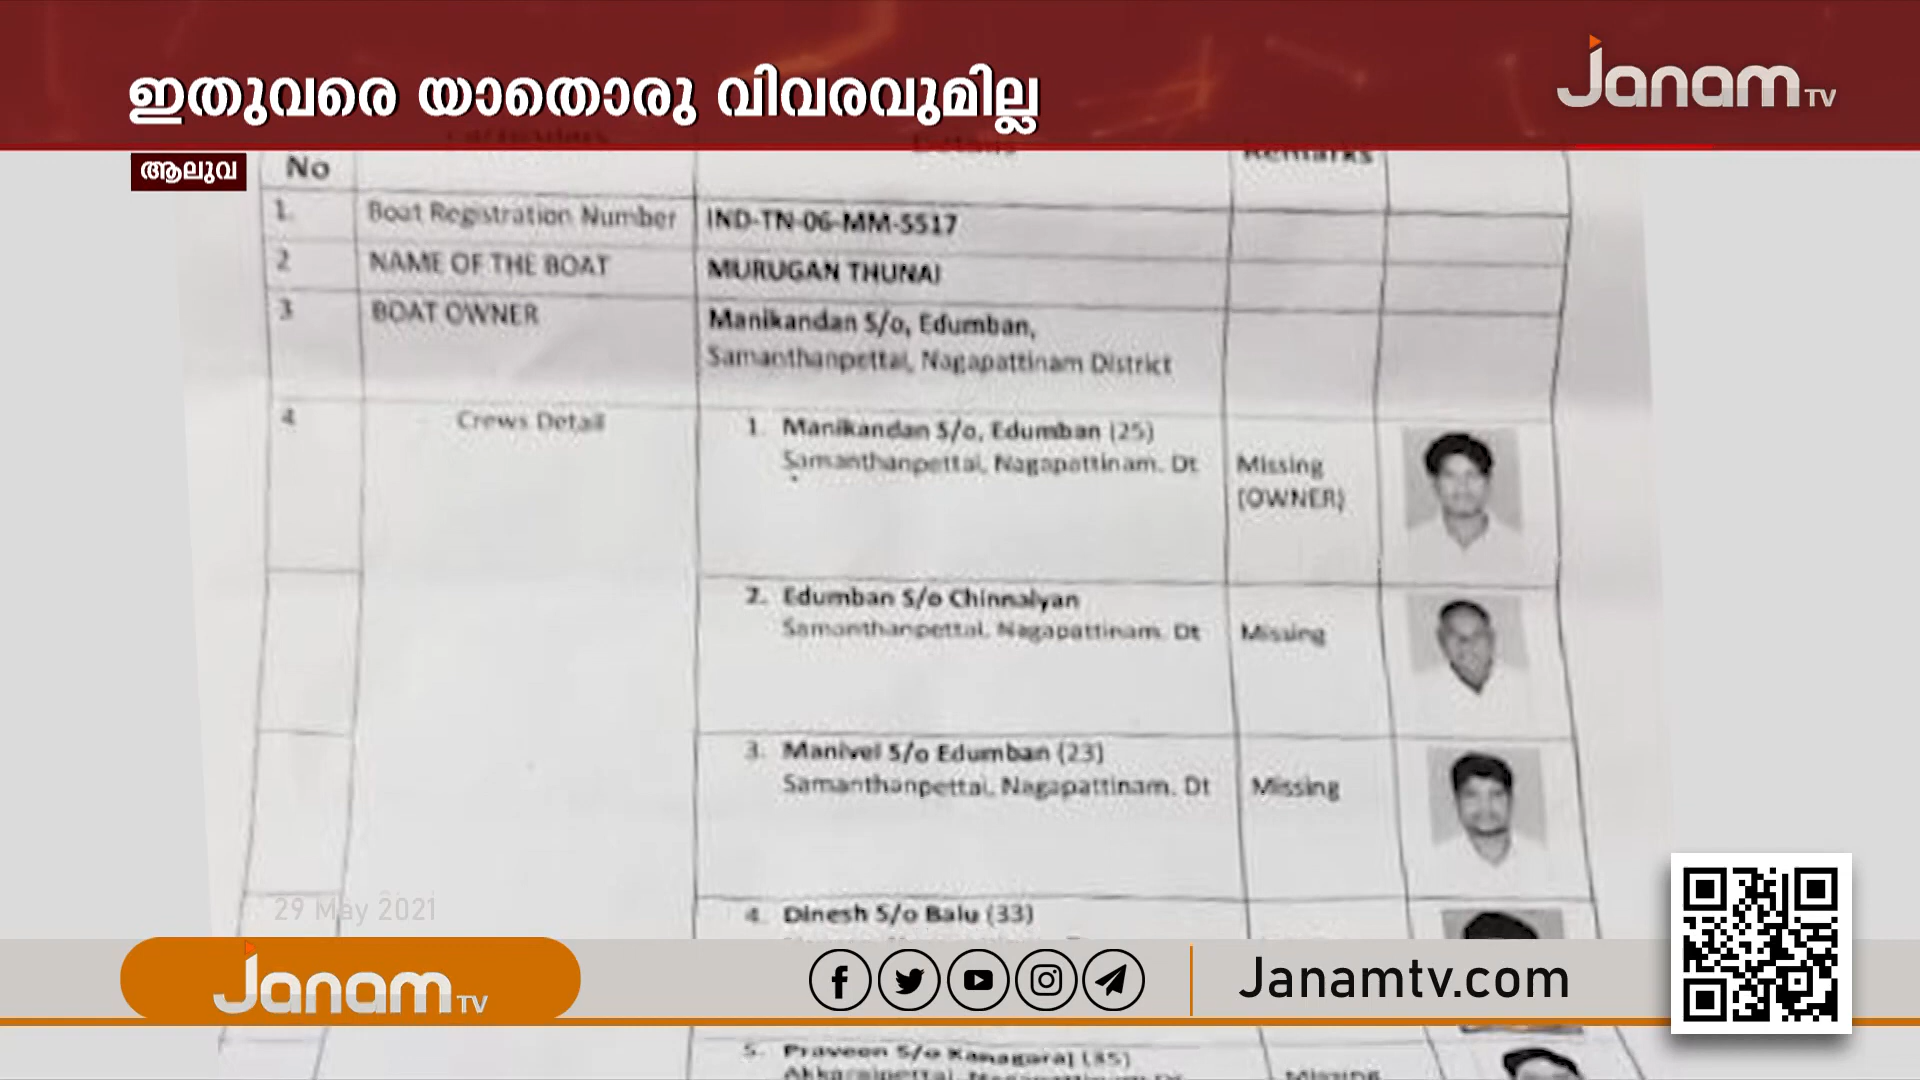 ഇതുവരെ യാതൊരു വിവരവുമില്ല
Janam TV
ആലുവ
No Details Remarks
1. Boat Registration Number IND-TN-06-MM-5517
2 NAME OF THE BOAT MURUGAN THUNAI
3 BOAT OWNER Manikandan S/o, Edumban,
Samanthanpettai, Nagapattinam District
4 Crews Detail 1. Manikandan S/o, Edumban (25)
Samanthanpettai, Nagapattinam. Dt Missing
(OWNER)
2. Edumban S/o Chinnaiyan
Samanthanpettai, Nagapattinam. Dt Missing
3. Manivel S/o Edumban (23)
Samanthanpettai, Nagapattinam. Dt Missing
29 May 2021
4. Dinesh S/o Balu (33)
Janam TV
Janamtv.com
5. Praveen S/o Kanagaraj (35)
Missing